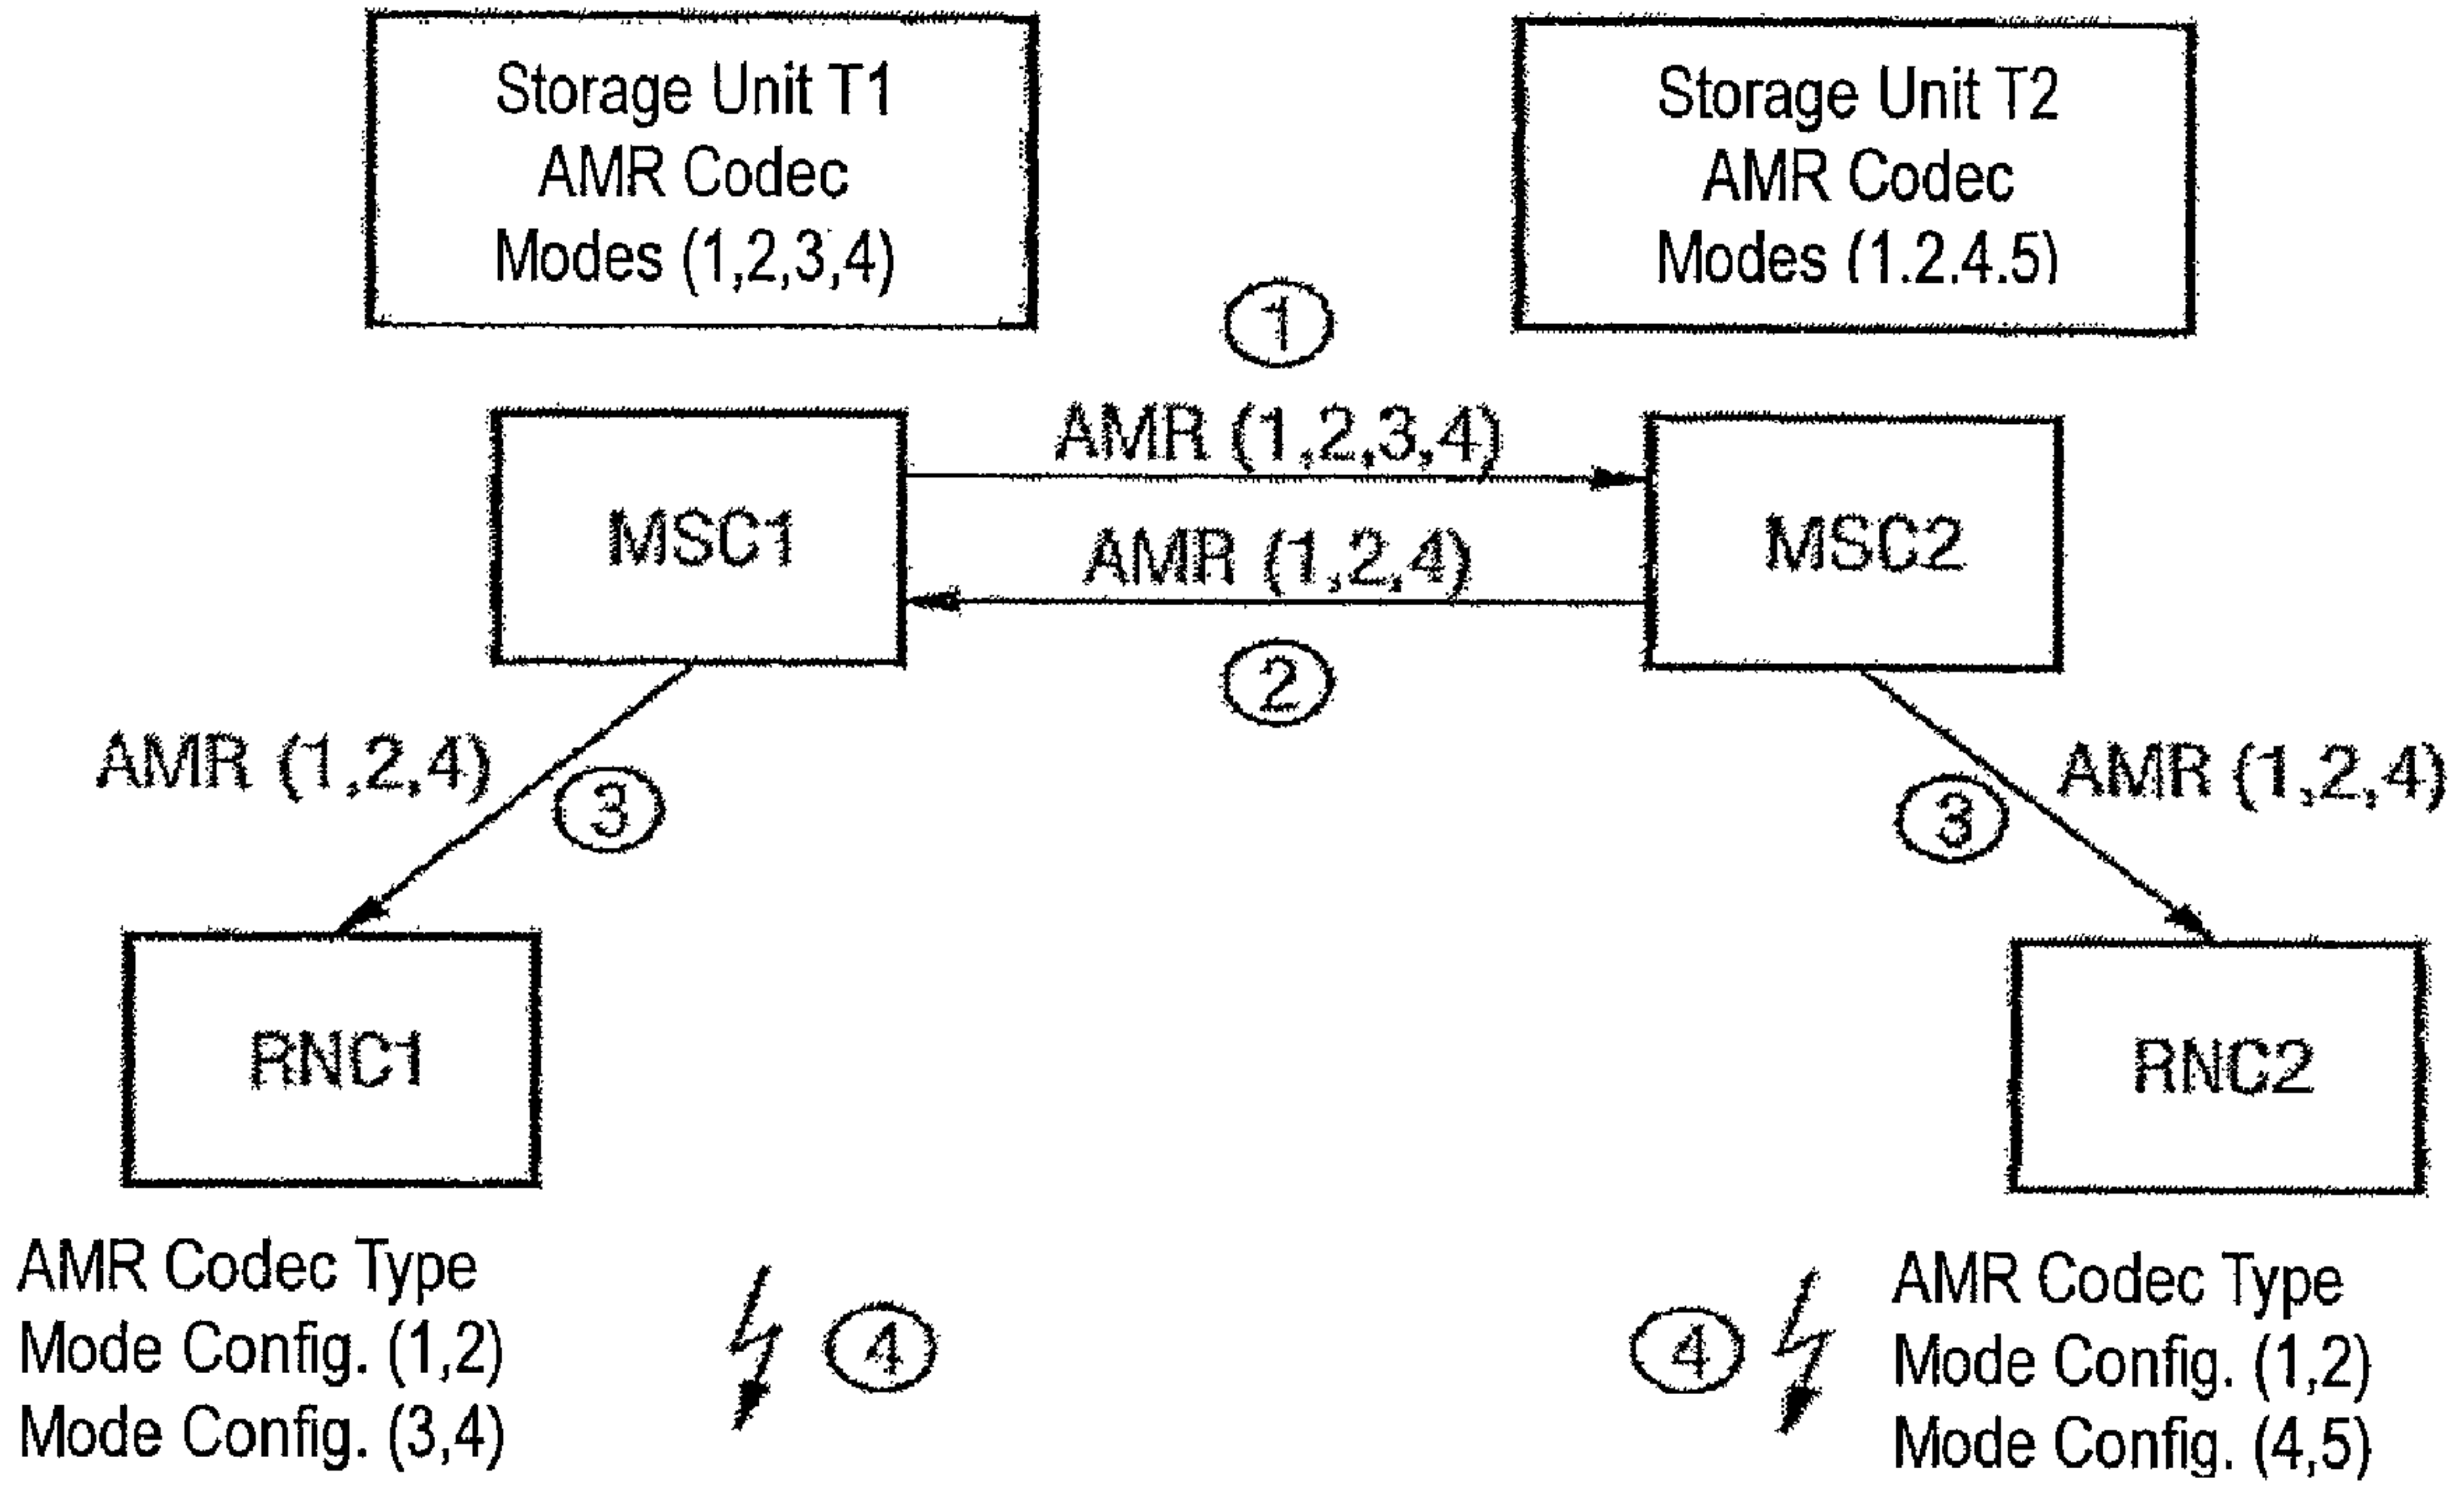 Storage Unit T1
AMR Codec
Modes (1,2,3,4)
Storage Unit T2
AMR Codec
Modes (1.2.4.5)
1
AMR (1,2,3,4)
MSC1
MSC2
AMR (1,2,4)
2
AMR (1,2,4)
3
3
AMR (1,2,4)
RNC1
RNC2
AMR Codec Type
Mode Config. (1,2)
Mode Config. (3,4)
4
4
AMR Codec Type
Mode Config. (1,2)
Mode Config. (4,5)